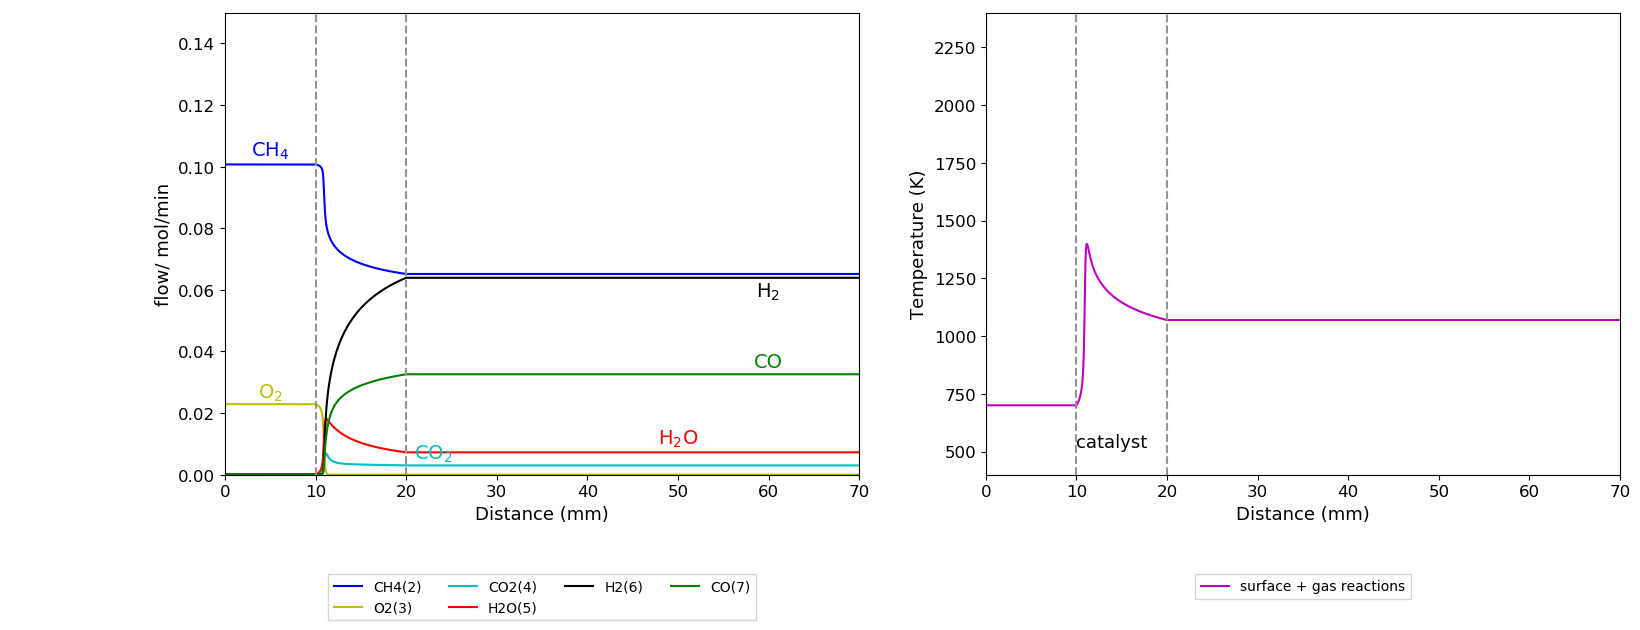 0.14
0.12
0.10
0.08
0.06
0.04
0.02
0.00
flow/ mol/min
CH₄
O₂
H₂
CO
H₂O
CO₂
0 10 20 30 40 50 60 70
Distance (mm)
CH4(2) CO2(4) H2(6) CO(7)
O2(3) H2O(5)
2250
2000
1750
1500
1250
1000
750
500
Temperature (K)
catalyst
0 10 20 30 40 50 60 70
Distance (mm)
surface + gas reactions